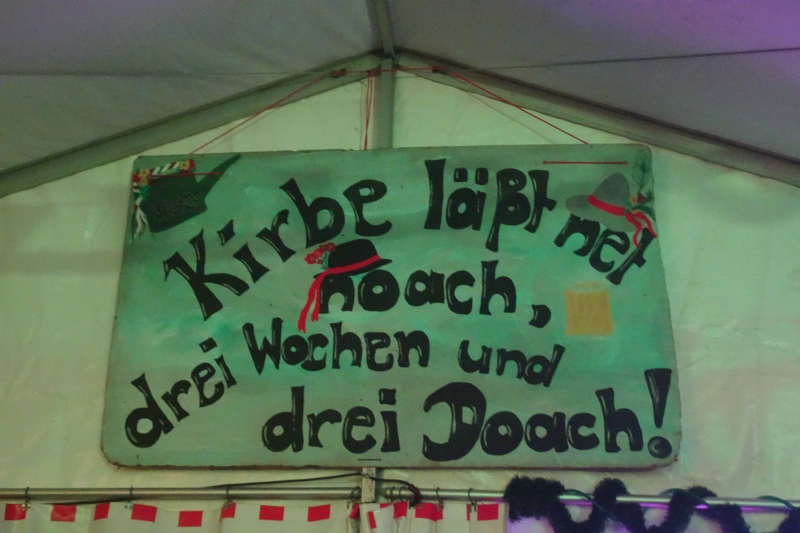 Kirbe läßt net
noach,
drei Wochen und
drei Doach!